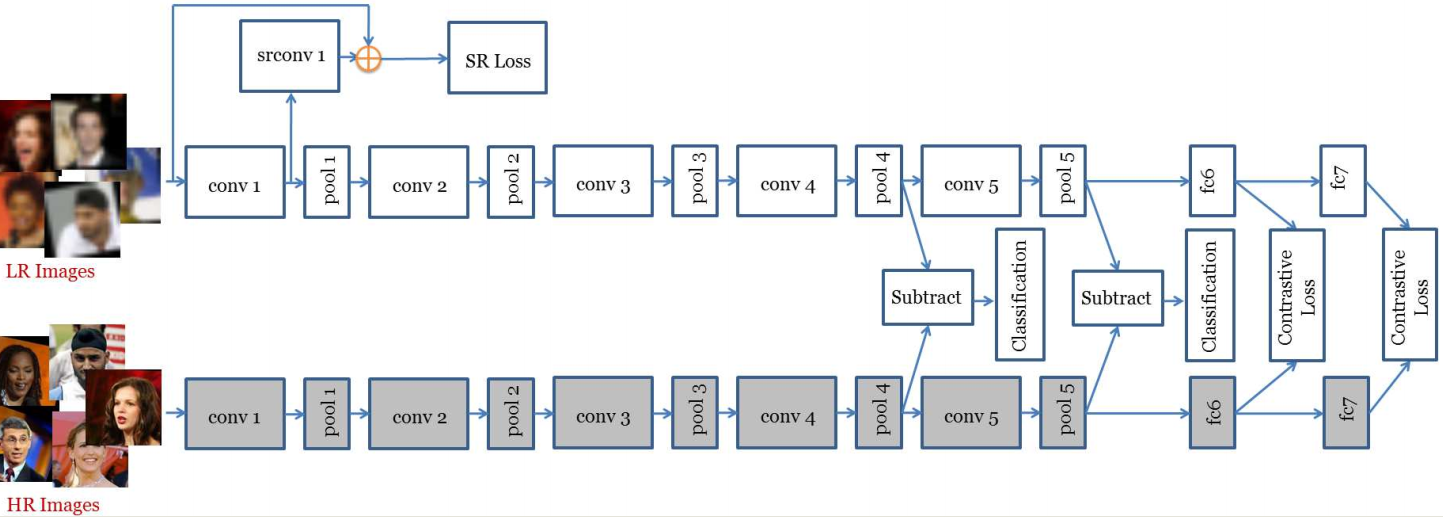 srconv 1
SR Loss
conv 1
pool 1
conv 2
pool 2
conv 3
pool 3
conv 4
pool 4
conv 5
pool 5
fc6
fc7
LR Images
Subtract
Classification
Subtract
Classification
Contrastive
Loss
Contrastive
Loss
conv 1
pool 1
conv 2
pool 2
conv 3
pool 3
conv 4
pool 4
conv 5
pool 5
fc6
fc7
HR Images